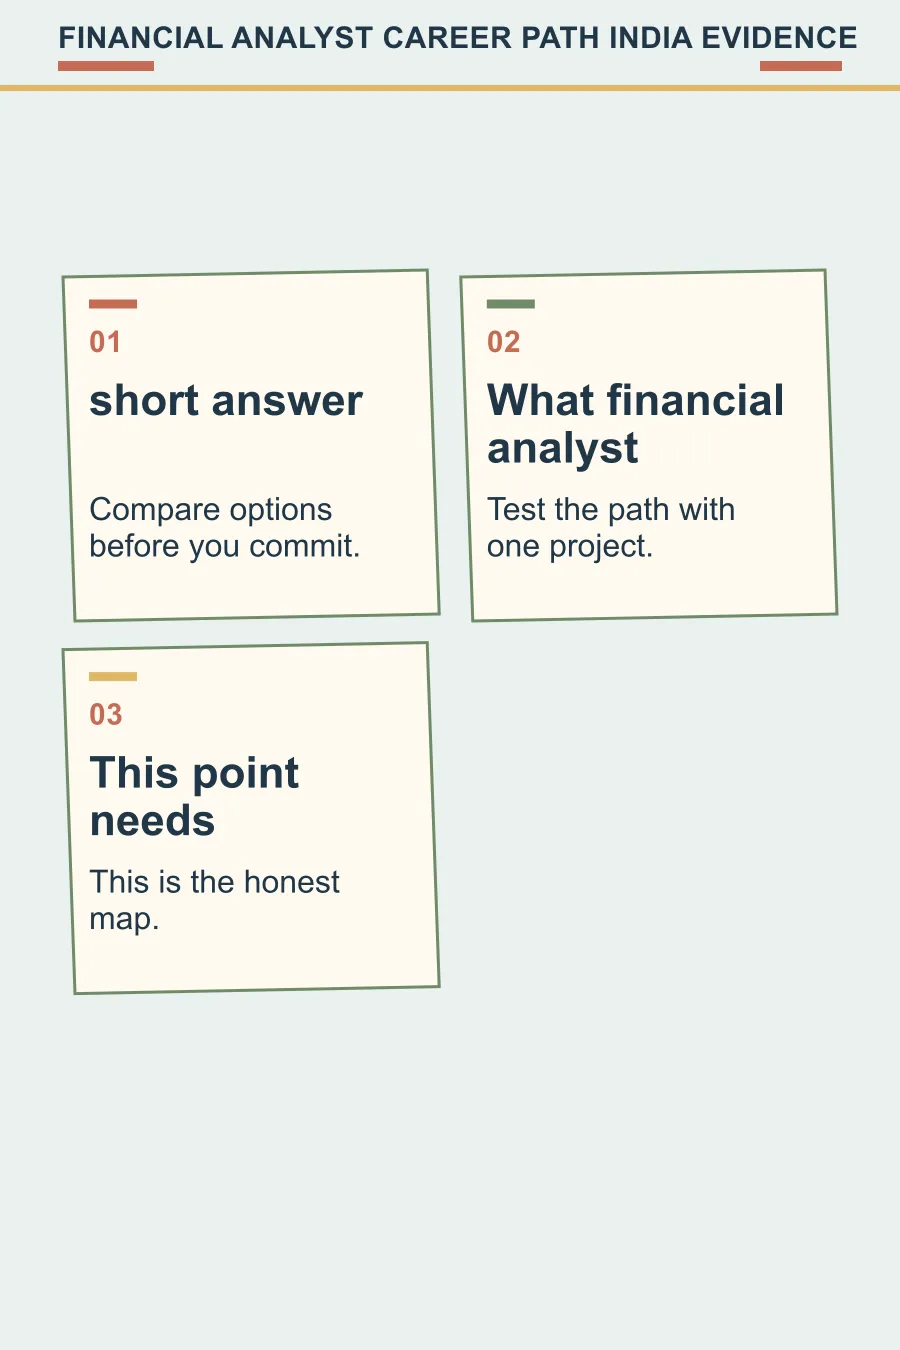 FINANCIAL ANALYST CAREER PATH INDIA EVIDENCE
01
short answer
Compare options
before you commit.
02
What financial
analyst
Test the path with
one project.
03
This point
needs
This is the honest
map.